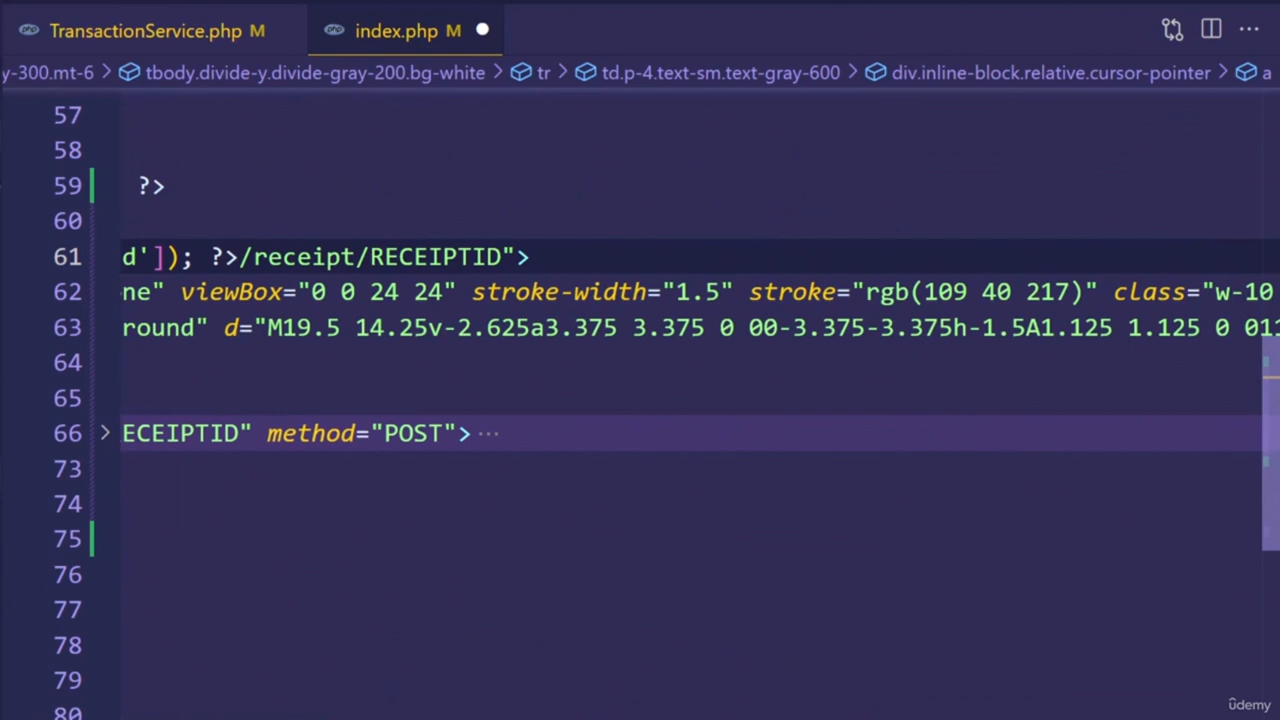 TransactionService.php M
index.php M
y-300.mt-6 > tbody.divide-y.divide-gray-200.bg-white > tr > td.p-4.text-sm.text-gray-600 > div.inline-block.relative.cursor-pointer > a
57
58
59 ?>
60
61 d']); ?>/receipt/RECEIPTID">
62 ne" viewBox="0 0 24 24" stroke-width="1.5" stroke="rgb(109 40 217)" class="w-10
63 round" d="M19.5 14.25v-2.625a3.375 3.375 0 00-3.375-3.375h-1.5A1.125 1.125 0 01
64
65
66 > ECEIPTID" method="POST"> ···
73
74
75
76
77
78
79
80
ûdemy